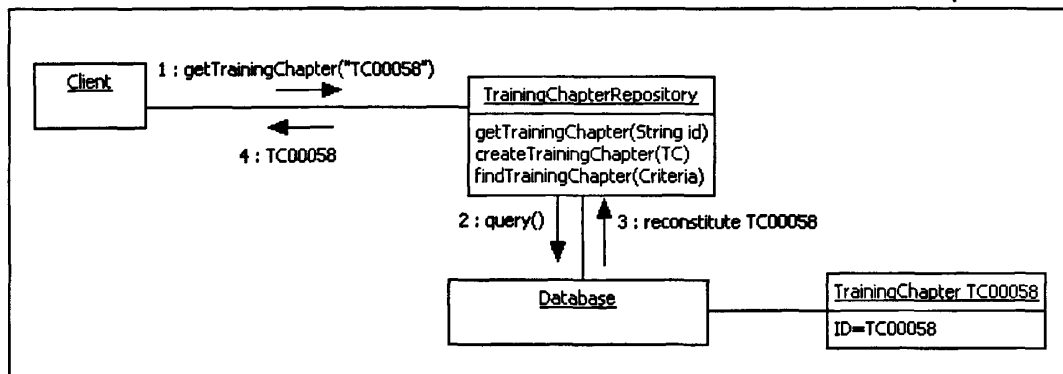 Client
1 : getTrainingChapter("TC00058")
4 : TC00058
TrainingChapterRepository
getTrainingChapter(String id)
createTrainingChapter(TC)
findTrainingChapter(Criteria)
2 : query()
3 : reconstitute TC00058
Database
TrainingChapter TC00058
ID=TC00058